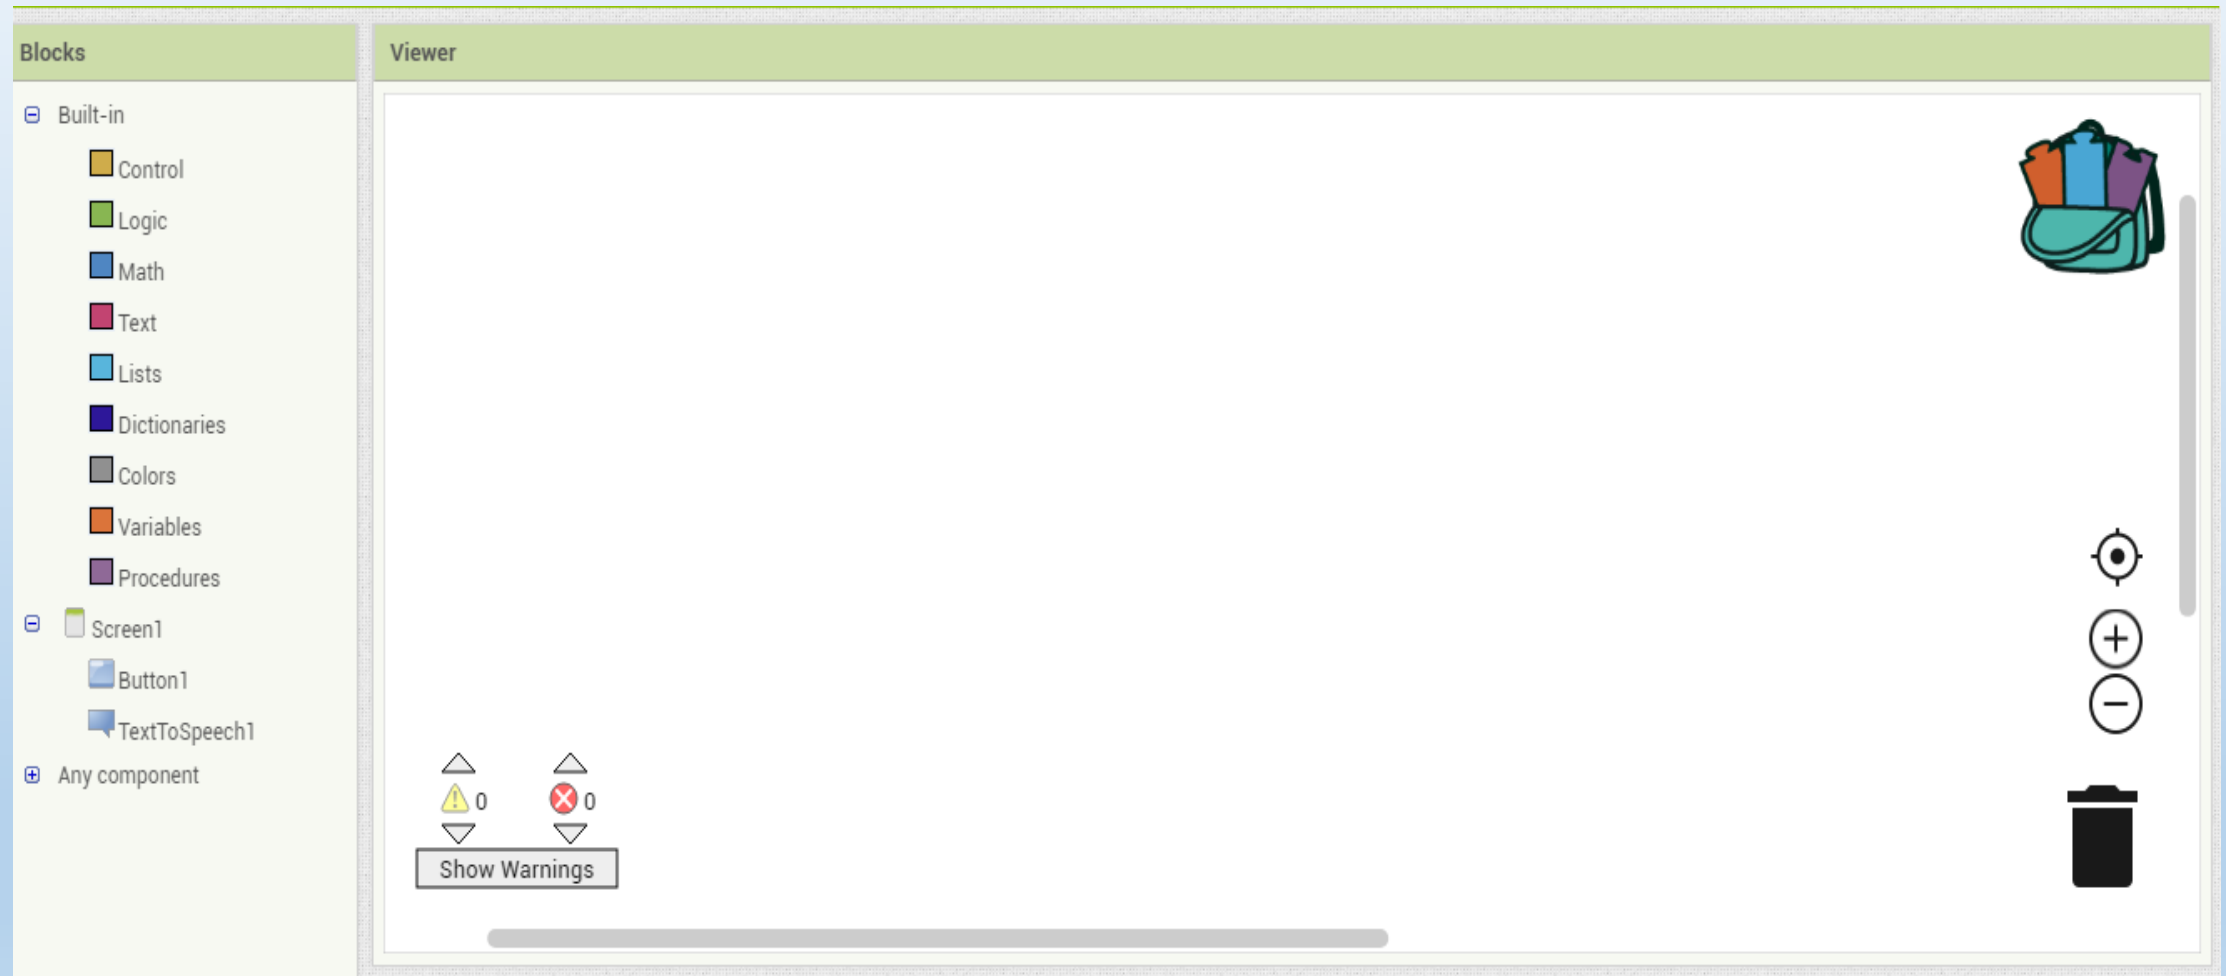 Blocks
Viewer
Built-in
Control
Logic
Math
Text
Lists
Dictionaries
Colors
Variables
Procedures
Screen1
Button1
TextToSpeech1
Any component
0 0
Show Warnings